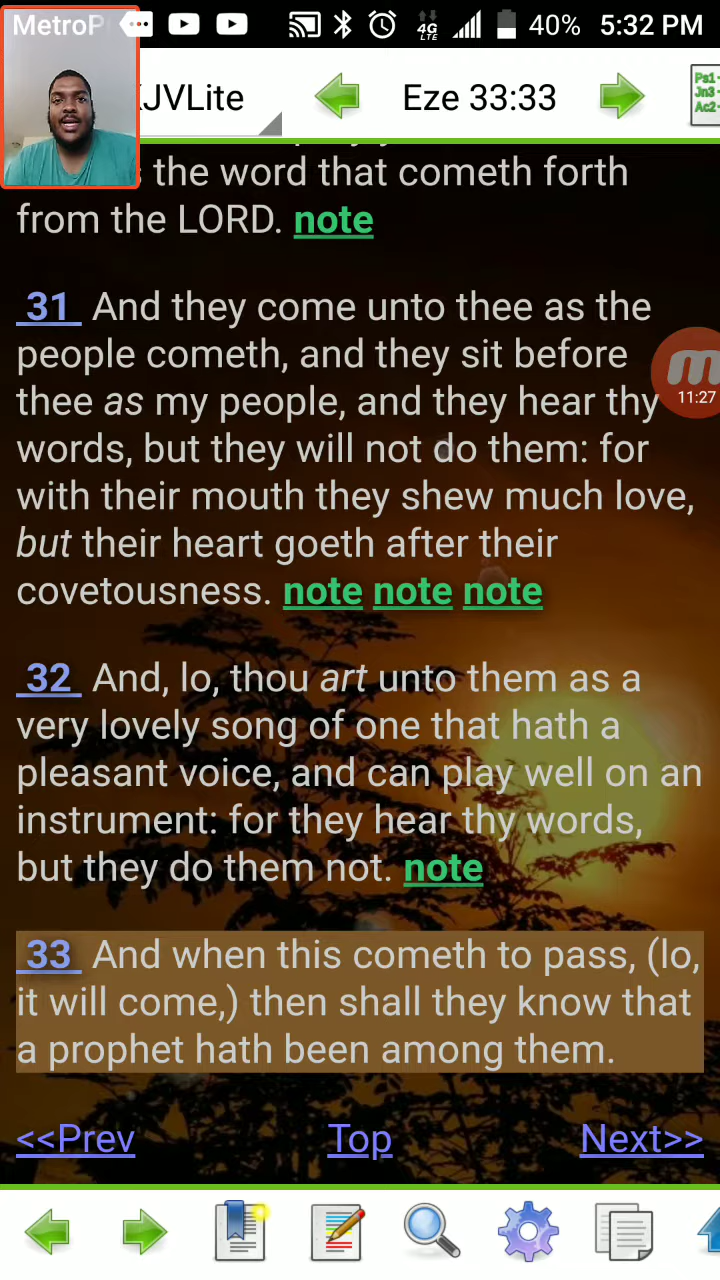 MetroP 40% 5:32 PM
4G
LTE
JVLite Eze 33:33 Ps1
Jn3
Ac2
the word that cometh forth
from the LORD. note
31 And they come unto thee as the
people cometh, and they sit before
thee as my people, and they hear thy
words, but they will not do them: for
with their mouth they shew much love,
but their heart goeth after their
covetousness. note note note
m
11:27
32 And, lo, thou art unto them as a
very lovely song of one that hath a
pleasant voice, and can play well on an
instrument: for they hear thy words,
but they do them not. note
33 And when this cometh to pass, (lo,
it will come,) then shall they know that
a prophet hath been among them.
<<Prev Top Next>>